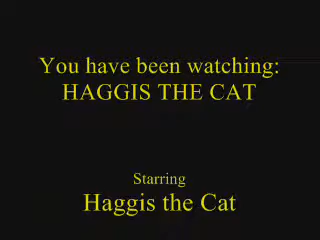 You have been watching:
HAGGIS THE CAT
Starring
Haggis the Cat